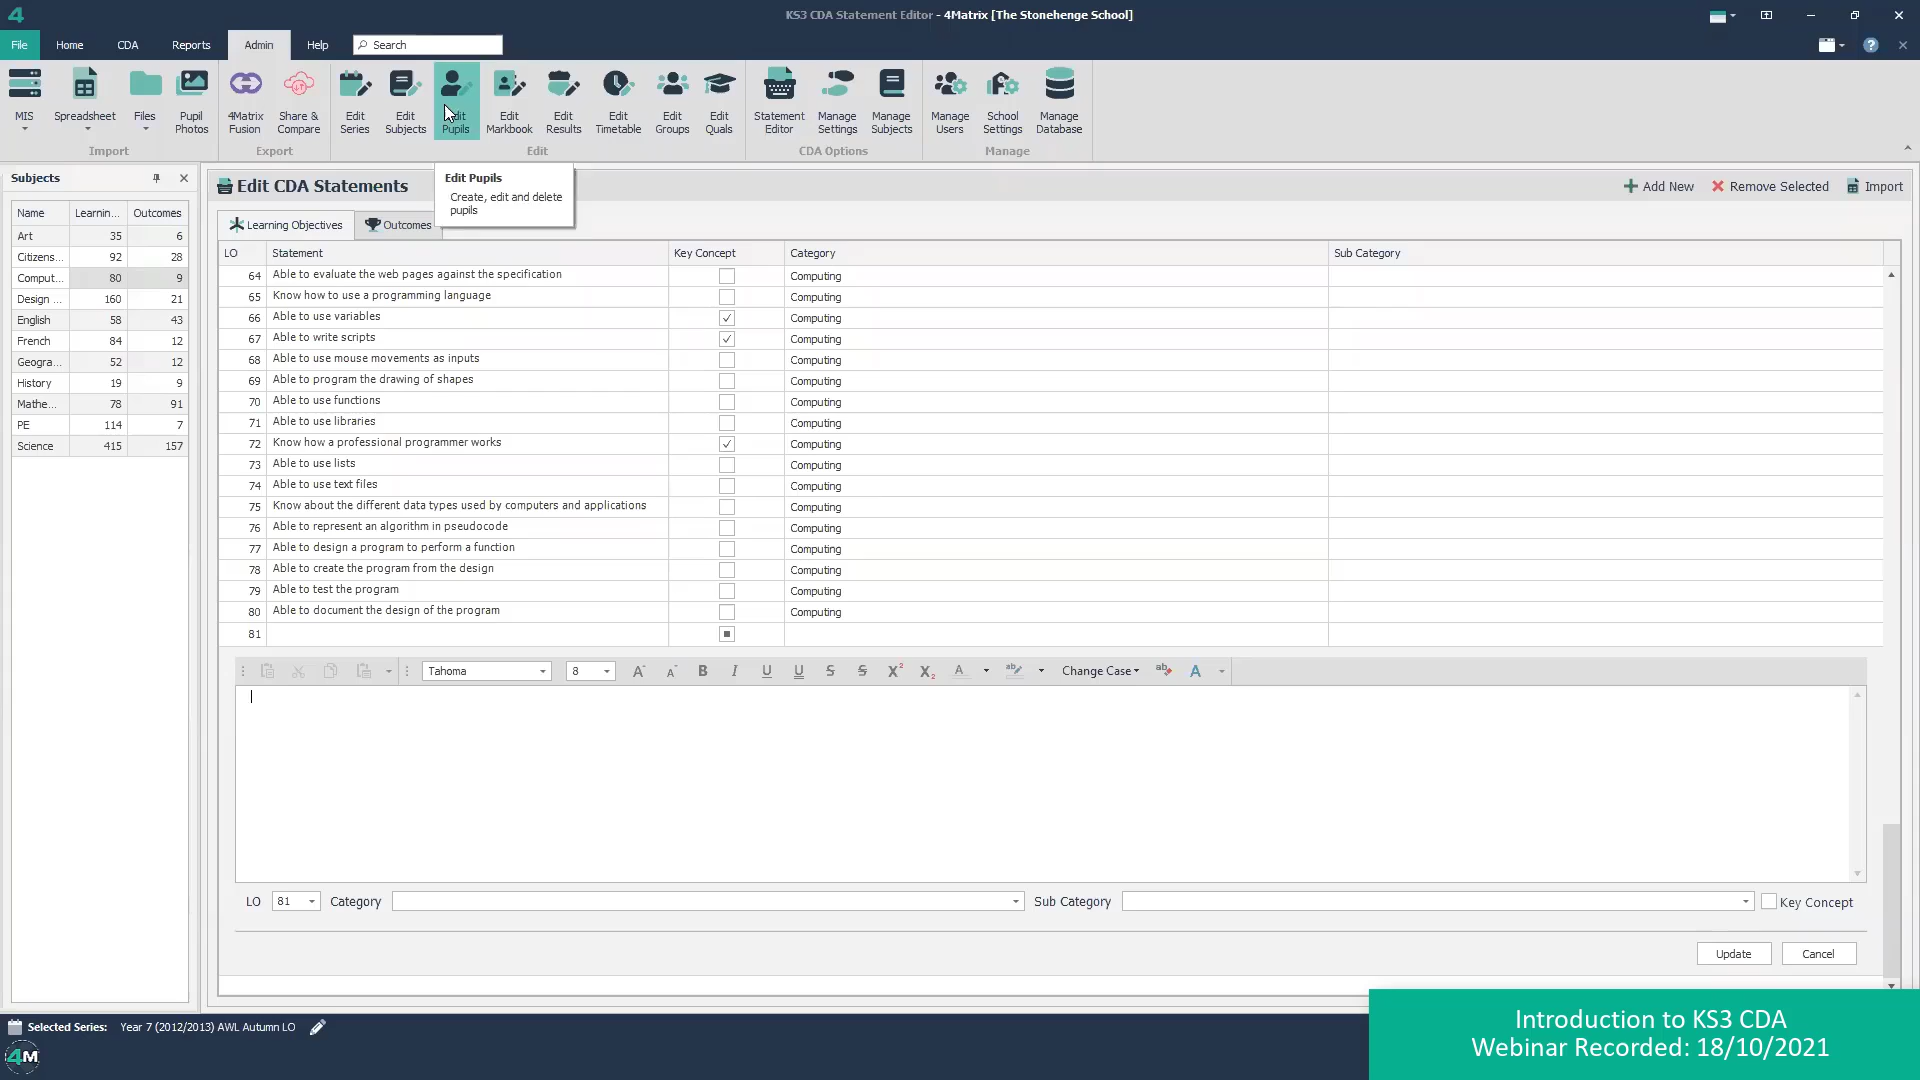 KS3 CDA Statement Editor - 4Matrix [The Stonehenge School]
File Home CDA Reports Admin Help Search
MIS Spreadsheet Files Pupil Photos
Import
4Matrix Fusion Share & Compare
Export
Edit Series Edit Subjects Edit Pupils Edit Markbook Edit Results Edit Timetable Edit Groups Edit Quals
Edit
Statement Editor Manage Settings Manage Subjects
CDA Options
Manage Users School Settings Manage Database
Manage
Edit Pupils
Create, edit and delete
pupils
Subjects
Name Learnin... Outcomes
Art 35 6
Citizens... 92 28
Comput... 80 9
Design ... 160 21
English 58 43
French 84 12
Geogra... 52 12
History 19 9
Mathe... 78 91
PE 114 7
Science 415 157
Edit CDA Statements
Add New Remove Selected Import
Learning Objectives Outcomes
LO Statement Key Concept Category Sub Category
64 Able to evaluate the web pages against the specification Computing
65 Know how to use a programming language Computing
66 Able to use variables Computing
67 Able to write scripts Computing
68 Able to use mouse movements as inputs Computing
69 Able to program the drawing of shapes Computing
70 Able to use functions Computing
71 Able to use libraries Computing
72 Know how a professional programmer works Computing
73 Able to use lists Computing
74 Able to use text files Computing
75 Know about the different data types used by computers and applications Computing
76 Able to represent an algorithm in pseudocode Computing
77 Able to design a program to perform a function Computing
78 Able to create the program from the design Computing
79 Able to test the program Computing
80 Able to document the design of the program Computing
81
Tahoma 8 Change Case
LO 81 Category Sub Category Key Concept
Update Cancel
Selected Series: Year 7 (2012/2013) AWL Autumn LO
4M
Introduction to KS3 CDA
Webinar Recorded: 18/10/2021